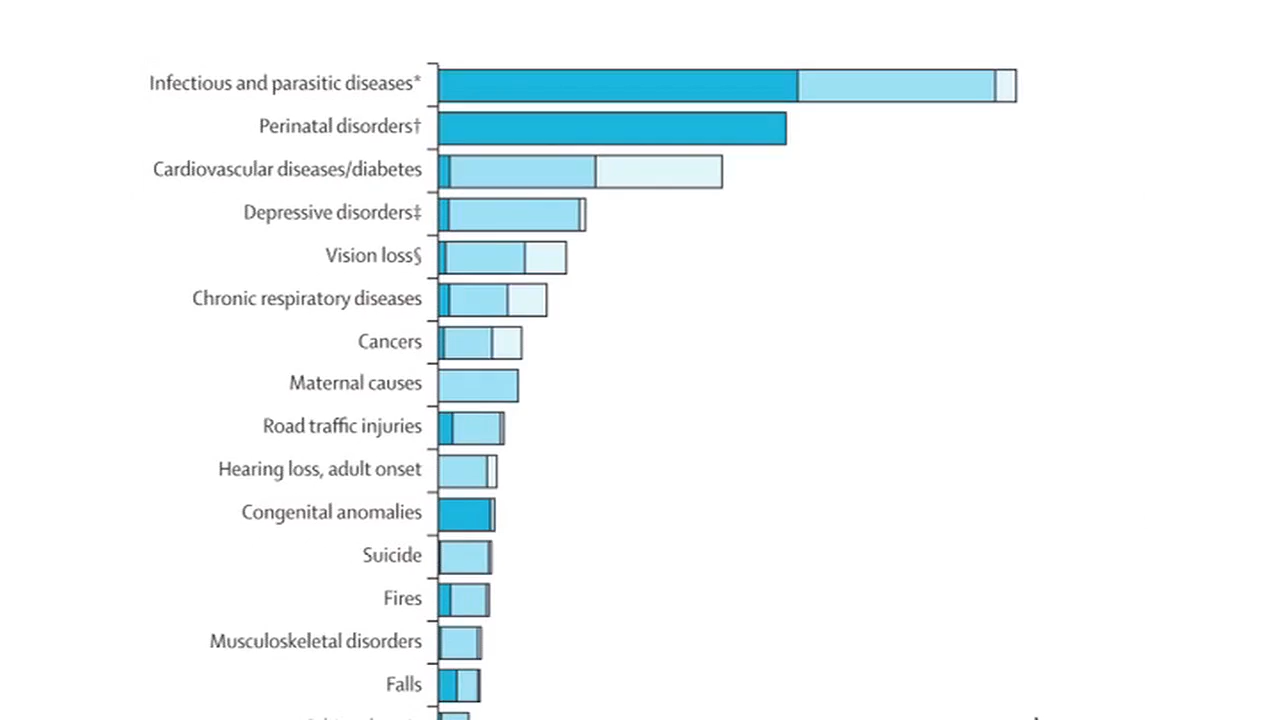 Infectious and parasitic diseases*
Perinatal disorders†
Cardiovascular diseases/diabetes
Depressive disorders‡
Vision loss§
Chronic respiratory diseases
Cancers
Maternal causes
Road traffic injuries
Hearing loss, adult onset
Congenital anomalies
Suicide
Fires
Musculoskeletal disorders
Falls